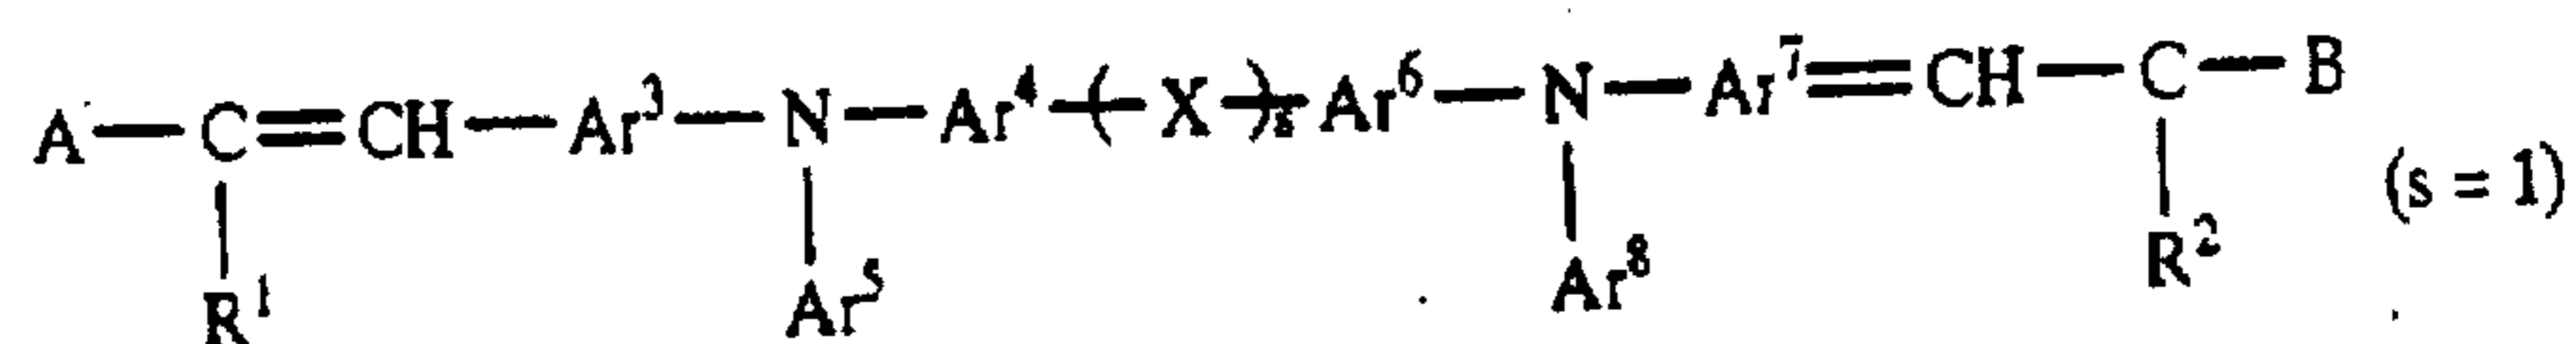 A—C=CH—Ar³—N—Ar⁴—(X)ₛ—Ar⁶—N—Ar⁷=CH—C—B
(s = 1)
R¹ Ar⁵ Ar⁸ R²